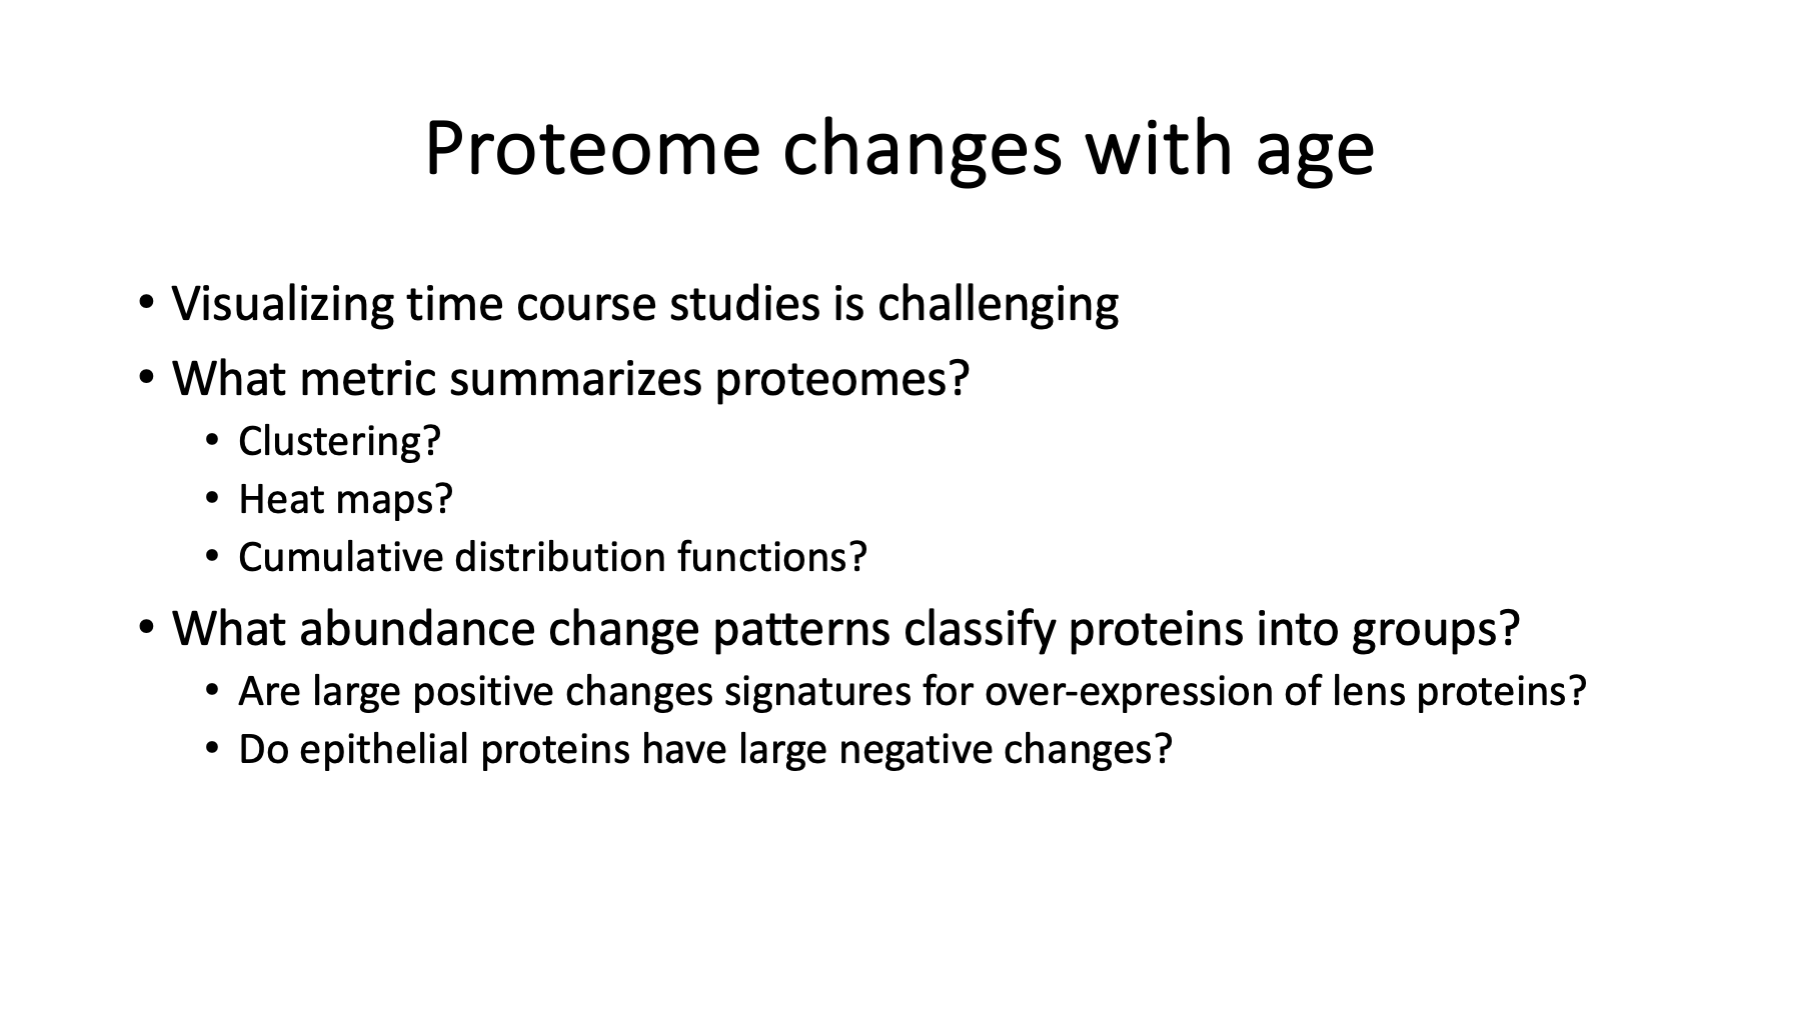 Proteome changes with age
• Visualizing time course studies is challenging
• What metric summarizes proteomes?
• Clustering?
• Heat maps?
• Cumulative distribution functions?
• What abundance change patterns classify proteins into groups?
• Are large positive changes signatures for over-expression of lens proteins?
• Do epithelial proteins have large negative changes?